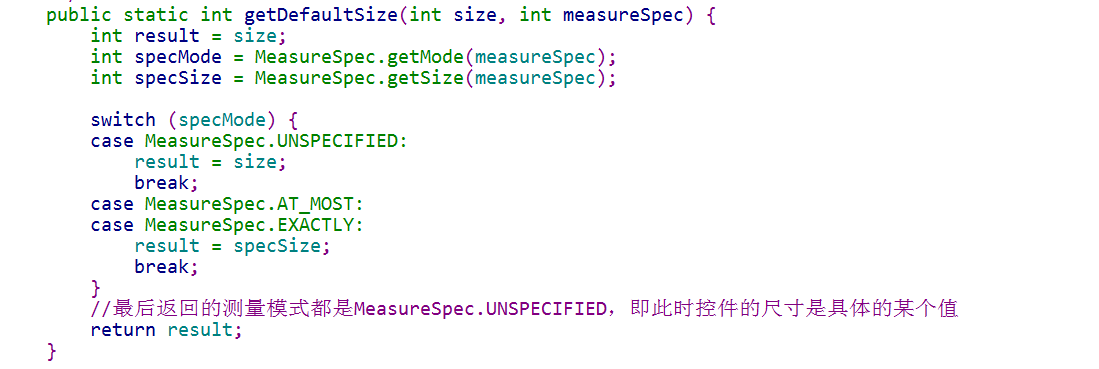 public static int getDefaultSize(int size, int measureSpec) {
    int result = size;
    int specMode = MeasureSpec.getMode(measureSpec);
    int specSize = MeasureSpec.getSize(measureSpec);

    switch (specMode) {
    case MeasureSpec.UNSPECIFIED:
        result = size;
        break;
    case MeasureSpec.AT_MOST:
    case MeasureSpec.EXACTLY:
        result = specSize;
        break;
    }
    //最后返回的测量模式都是MeasureSpec.UNSPECIFIED，即此时控件的尺寸是具体的某个值
    return result;
}